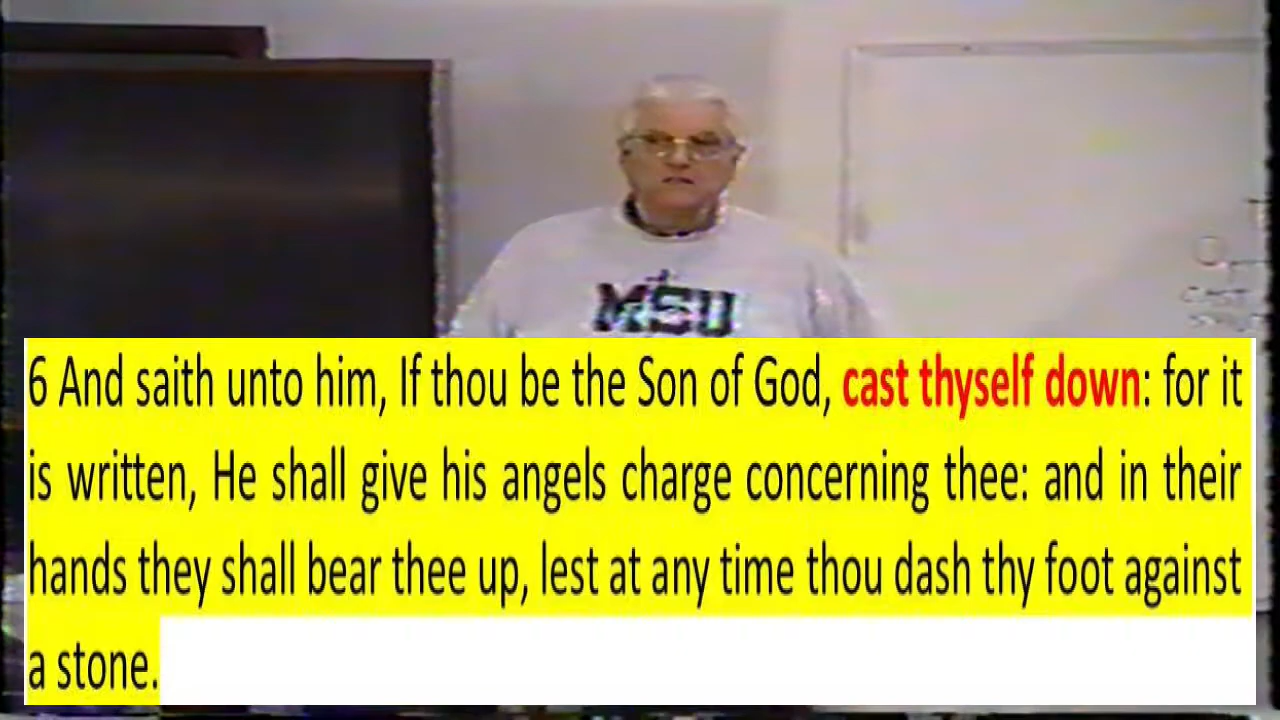 MSU
6 And saith unto him, If thou be the Son of God, cast thyself down: for it
is written, He shall give his angels charge concerning thee: and in their
hands they shall bear thee up, lest at any time thou dash thy foot against
a stone.